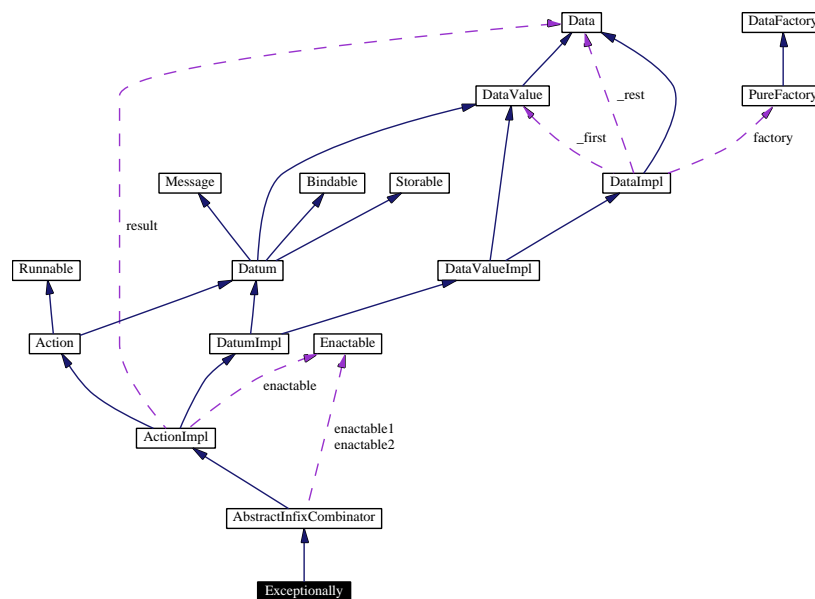 Data
DataFactory
DataValue
PureFactory
_rest
_first
factory
Message
Bindable
Storable
DataImpl
result
Runnable
Datum
DataValueImpl
Action
DatumImpl
Enactable
enactable
enactable1
enactable2
ActionImpl
AbstractInfixCombinator
Exceptionally